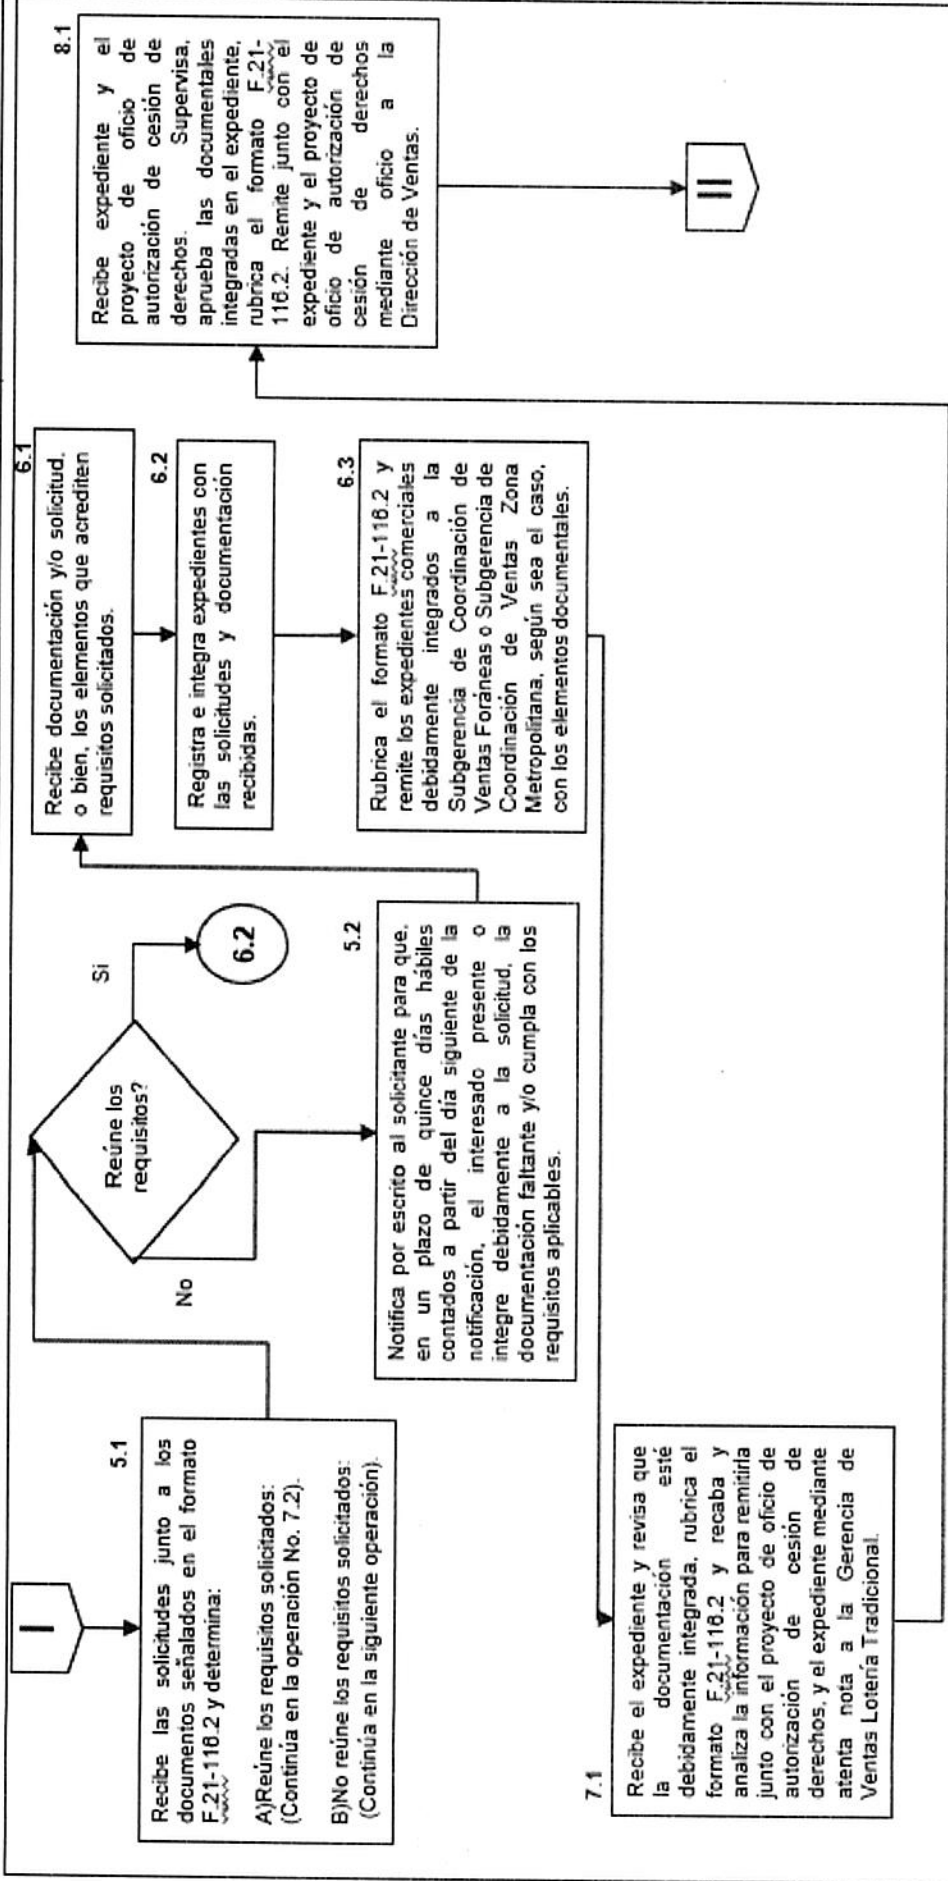 I
5.1
Recibe las solicitudes junto a los
documentos señalados en el formato
F.21-116.2 y determina:
A)Reúne los requisitos solicitados:
(Continúa en la operación No. 7.2).
B)No reúne los requisitos solicitados:
(Continúa en la siguiente operación).
Reúne los
requisitos?
Si
No
6.2
5.2
Notifica por escrito al solicitante para que,
en un plazo de quince días hábiles
contados a partir del día siguiente de la
notificación, el interesado presente o
integre debidamente a la solicitud, la
documentación faltante y/o cumpla con los
requisitos aplicables.
6.1
Recibe documentación y/o solicitud,
o bien, los elementos que acrediten
requisitos solicitados.
6.2
Registra e integra expedientes con
las solicitudes y documentación
recibidas.
6.3
Rubrica el formato F.21-116.2 y
remite los expedientes comerciales
debidamente integrados a la
Subgerencia de Coordinación de
Ventas Foráneas o Subgerencia de
Coordinación de Ventas Zona
Metropolitana, según sea el caso,
con los elementos documentales.
7.1
Recibe el expediente y revisa que
la documentación esté
debidamente integrada, rubrica el
formato F.21-116.2 y recaba y
analiza la información para remitirla
junto con el proyecto de oficio de
autorización de cesión de
derechos, y el expediente mediante
atenta nota a la Gerencia de
Ventas Lotería Tradicional.
8.1
Recibe expediente y el
proyecto de oficio de
autorización de cesión de
derechos. Supervisa,
aprueba las documentales
integradas en el expediente,
rubrica el formato F.21-
116.2. Remite junto con el
expediente y el proyecto de
oficio de autorización de
cesión de derechos
mediante oficio a la
Dirección de Ventas.
II